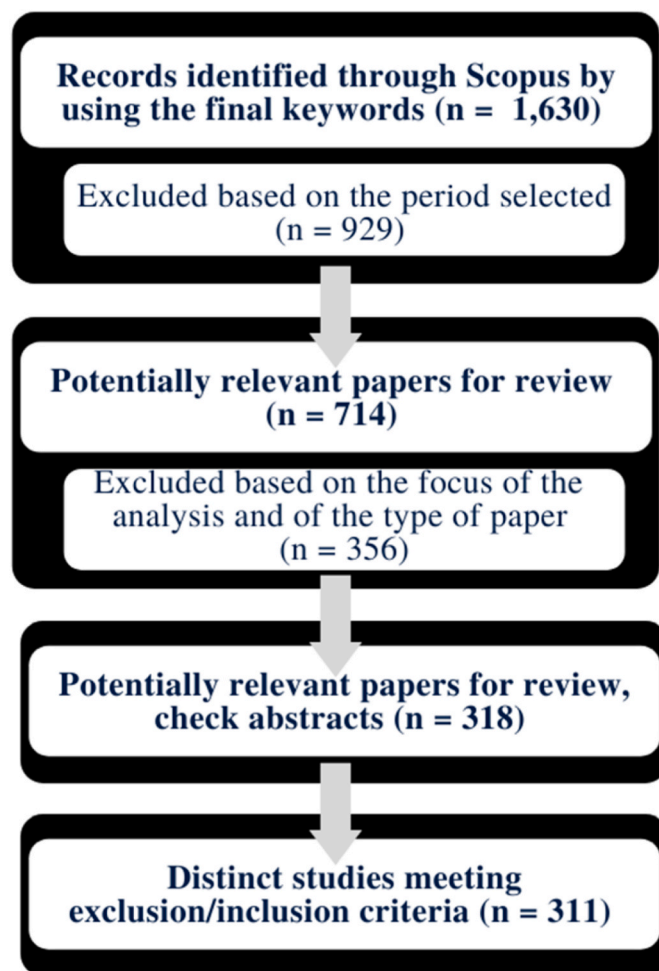 Records identified through Scopus by
using the final keywords (n = 1,630)
Excluded based on the period selected
(n = 929)
Potentially relevant papers for review
(n = 714)
Excluded based on the focus of the
analysis and of the type of paper
(n = 356)
Potentially relevant papers for review,
check abstracts (n = 318)
Distinct studies meeting
exclusion/inclusion criteria (n = 311)